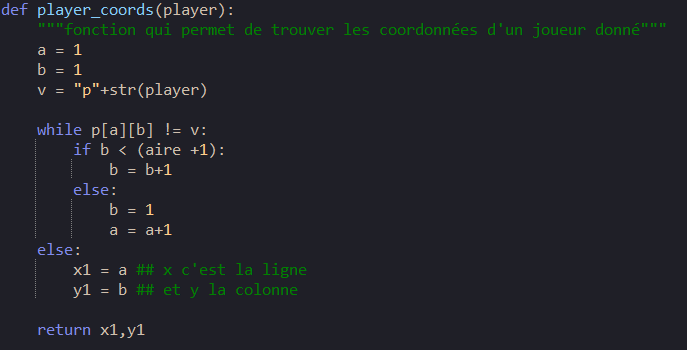 def player_coords(player):
    """fonction qui permet de trouver les coordonnées d'un joueur donné"""
    a = 1
    b = 1
    v = "p"+str(player)

    while p[a][b] != v:
        if b < (aire +1):
            b = b+1
        else:
            b = 1
            a = a+1
    else:
        x1 = a ## x c'est la ligne
        y1 = b ## et y la colonne

    return x1,y1